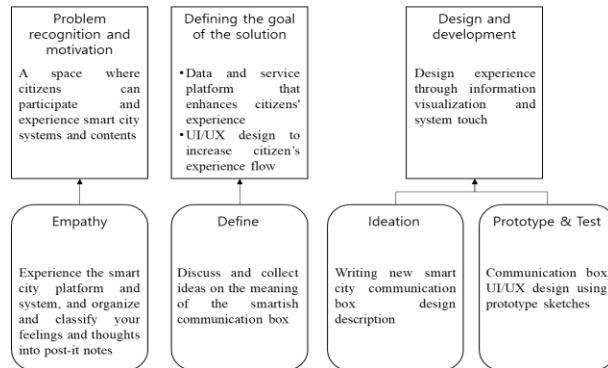 Problem
recognition and
motivation
A space where
citizens can
participate and
experience smart city
systems and contents
Defining the goal
of the solution
•Data and service
platform that
enhances citizens'
experience
•UI/UX design to
increase citizen's
experience flow
Design and
development
Design experience
through information
visualization and
system touch
Empathy
Experience the smart
city platform and
system, and organize
and classify your
feelings and thoughts
into post-it notes
Define
Discuss and collect
ideas on the meaning
of the smartish
communication box
Ideation
Writing new smart
city communication
box design
description
Prototype & Test
Communication box
UI/UX design using
prototype sketches